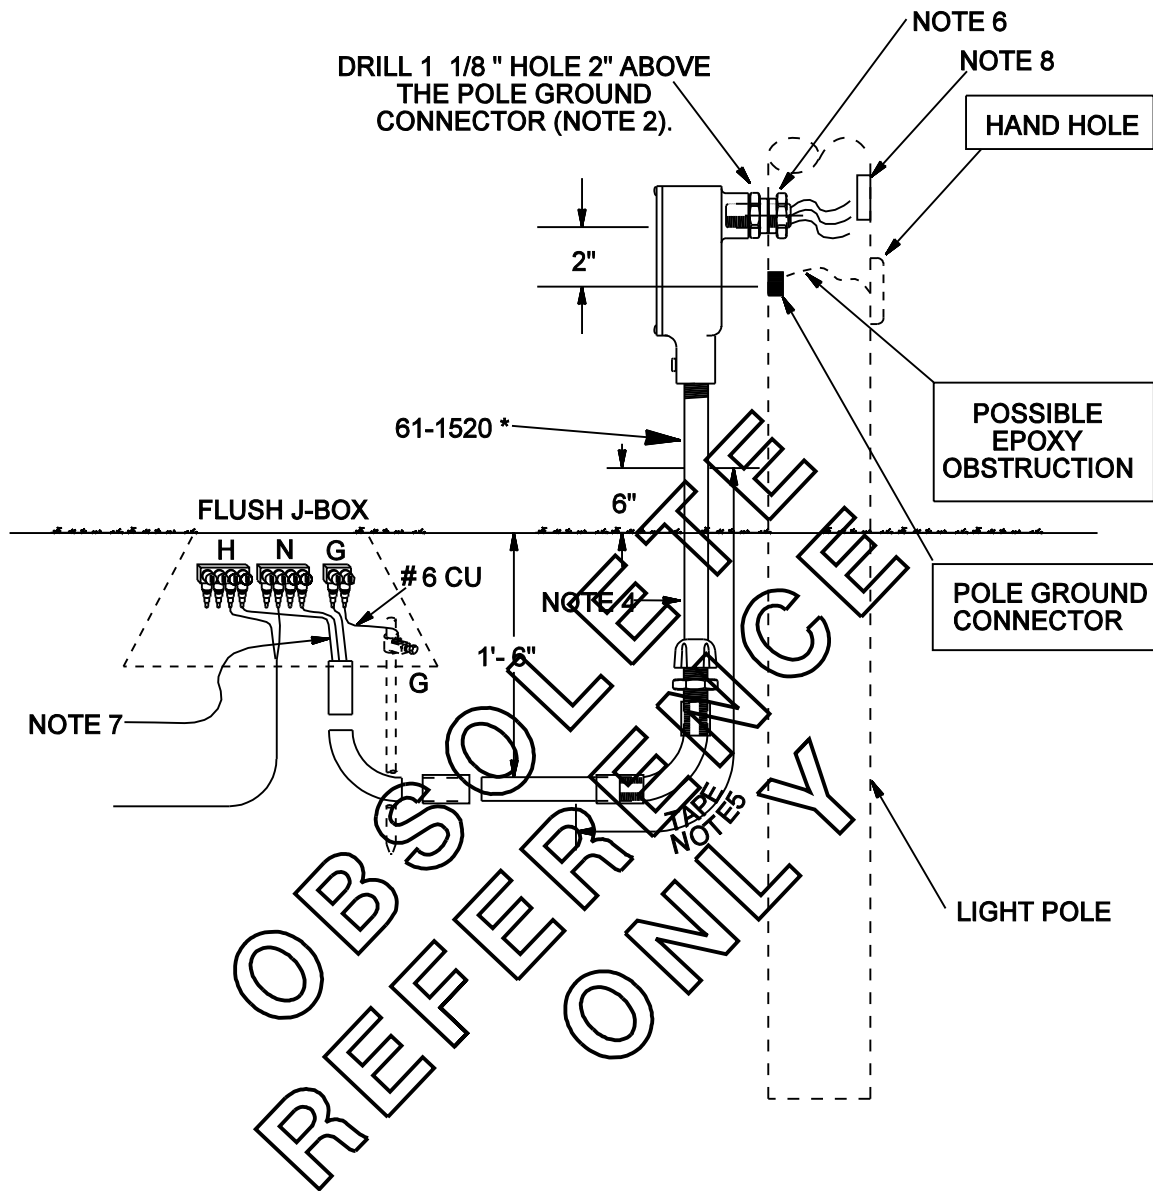 NOTE 6
DRILL 1 1/8 " HOLE 2" ABOVE
THE POLE GROUND
CONNECTOR (NOTE 2).
NOTE 8
HAND HOLE
2"
61-1520 *
POSSIBLE
EPOXY
OBSTRUCTION
6"
FLUSH J-BOX
H N G
# 6 CU
NOTE 4
POLE GROUND
CONNECTOR
1'- 6"
G
NOTE 7
TAPE
NOTE5
LIGHT POLE
OBSOLETE
REFERENCE
ONLY